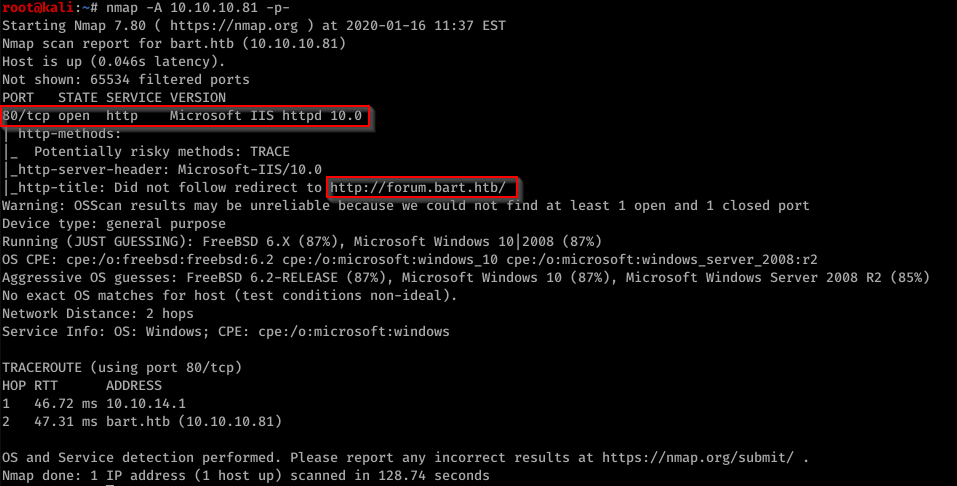 root@kali:~# nmap -A 10.10.10.81 -p-
Starting Nmap 7.80 ( https://nmap.org ) at 2020-01-16 11:37 EST
Nmap scan report for bart.htb (10.10.10.81)
Host is up (0.046s latency).
Not shown: 65534 filtered ports
PORT   STATE SERVICE VERSION
80/tcp open  http    Microsoft IIS httpd 10.0
| http-methods:
|_  Potentially risky methods: TRACE
|_http-server-header: Microsoft-IIS/10.0
|_http-title: Did not follow redirect to http://forum.bart.htb/
Warning: OSScan results may be unreliable because we could not find at least 1 open and 1 closed port
Device type: general purpose
Running (JUST GUESSING): FreeBSD 6.X (87%), Microsoft Windows 10|2008 (87%)
OS CPE: cpe:/o:freebsd:freebsd:6.2 cpe:/o:microsoft:windows_10 cpe:/o:microsoft:windows_server_2008:r2
Aggressive OS guesses: FreeBSD 6.2-RELEASE (87%), Microsoft Windows 10 (87%), Microsoft Windows Server 2008 R2 (85%)
No exact OS matches for host (test conditions non-ideal).
Network Distance: 2 hops
Service Info: OS: Windows; CPE: cpe:/o:microsoft:windows

TRACEROUTE (using port 80/tcp)
HOP RTT      ADDRESS
1   46.72 ms 10.10.14.1
2   47.31 ms bart.htb (10.10.10.81)

OS and Service detection performed. Please report any incorrect results at https://nmap.org/submit/ .
Nmap done: 1 IP address (1 host up) scanned in 128.74 seconds